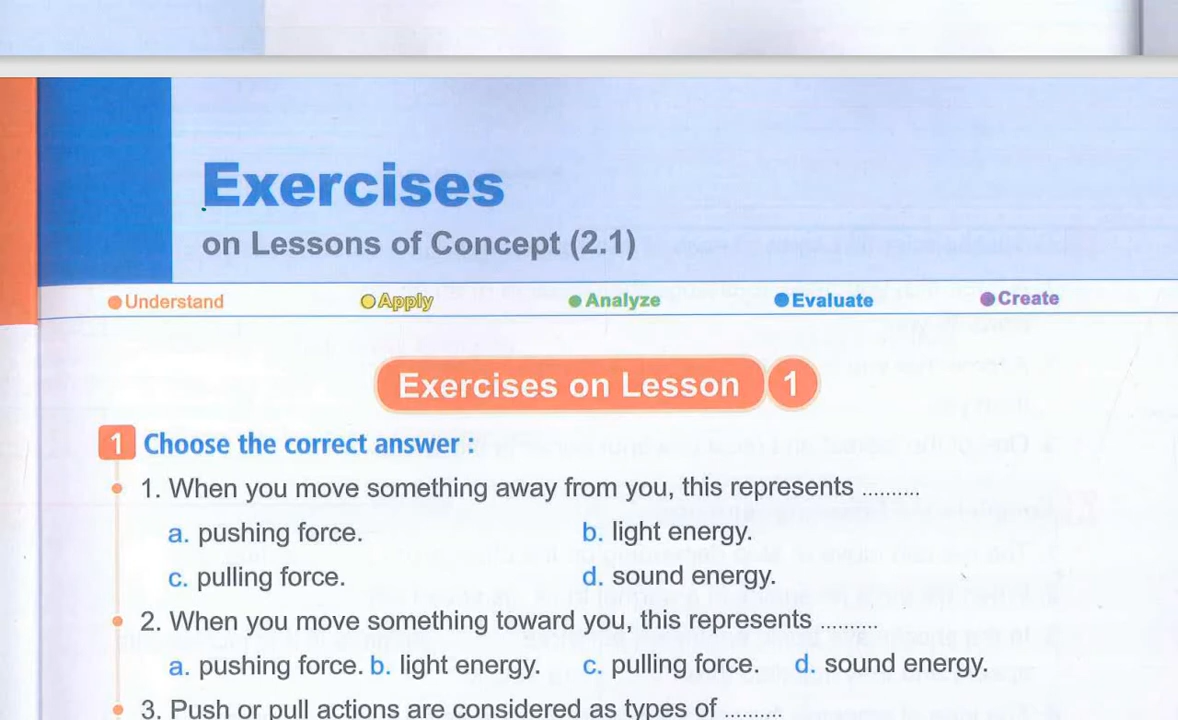 Exercises
on Lessons of Concept (2.1)
Understand Apply Analyze Evaluate Create
Exercises on Lesson 1
1 Choose the correct answer :
1. When you move something away from you, this represents ..........
a. pushing force. b. light energy.
c. pulling force. d. sound energy.
2. When you move something toward you, this represents ..........
a. pushing force. b. light energy. c. pulling force. d. sound energy.
3. Push or pull actions are considered as types of ..........